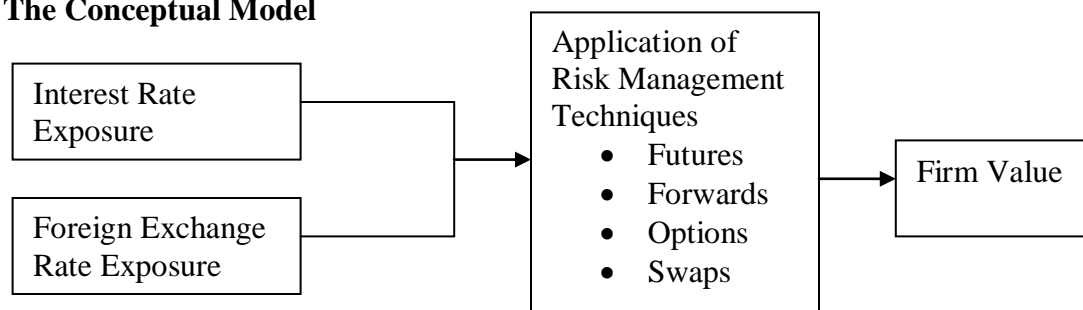 The Conceptual Model
Interest Rate
Exposure
Foreign Exchange
Rate Exposure
Application of
Risk Management
Techniques
• Futures
• Forwards
• Options
• Swaps
Firm Value